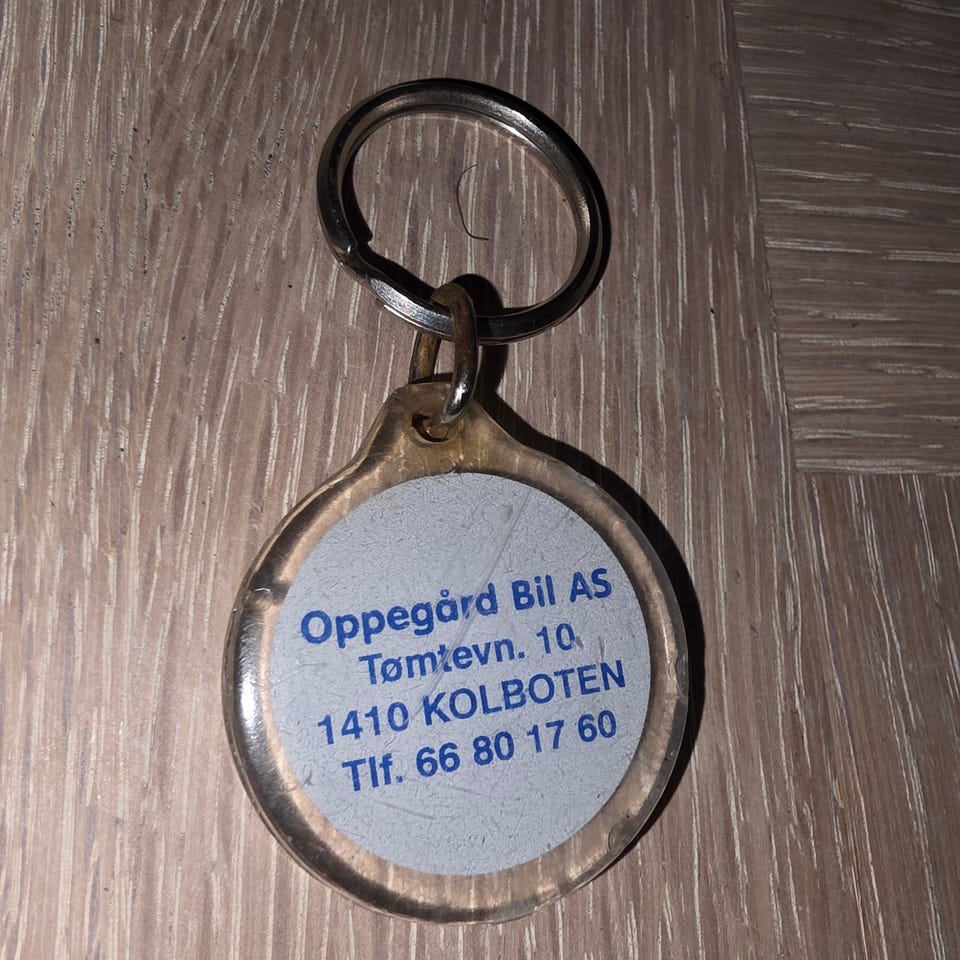 Oppegård Bil AS
Tømtevn. 10
1410 KOLBOTEN
Tlf. 66 80 17 60